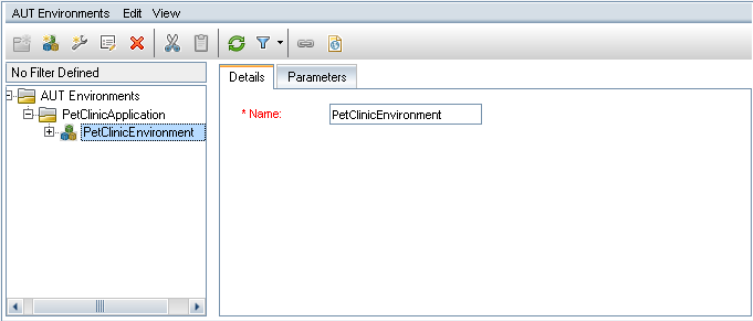 AUT Environments Edit View
No Filter Defined
AUT Environments
PetClinicApplication
PetClinicEnvironment
Details Parameters
* Name: PetClinicEnvironment